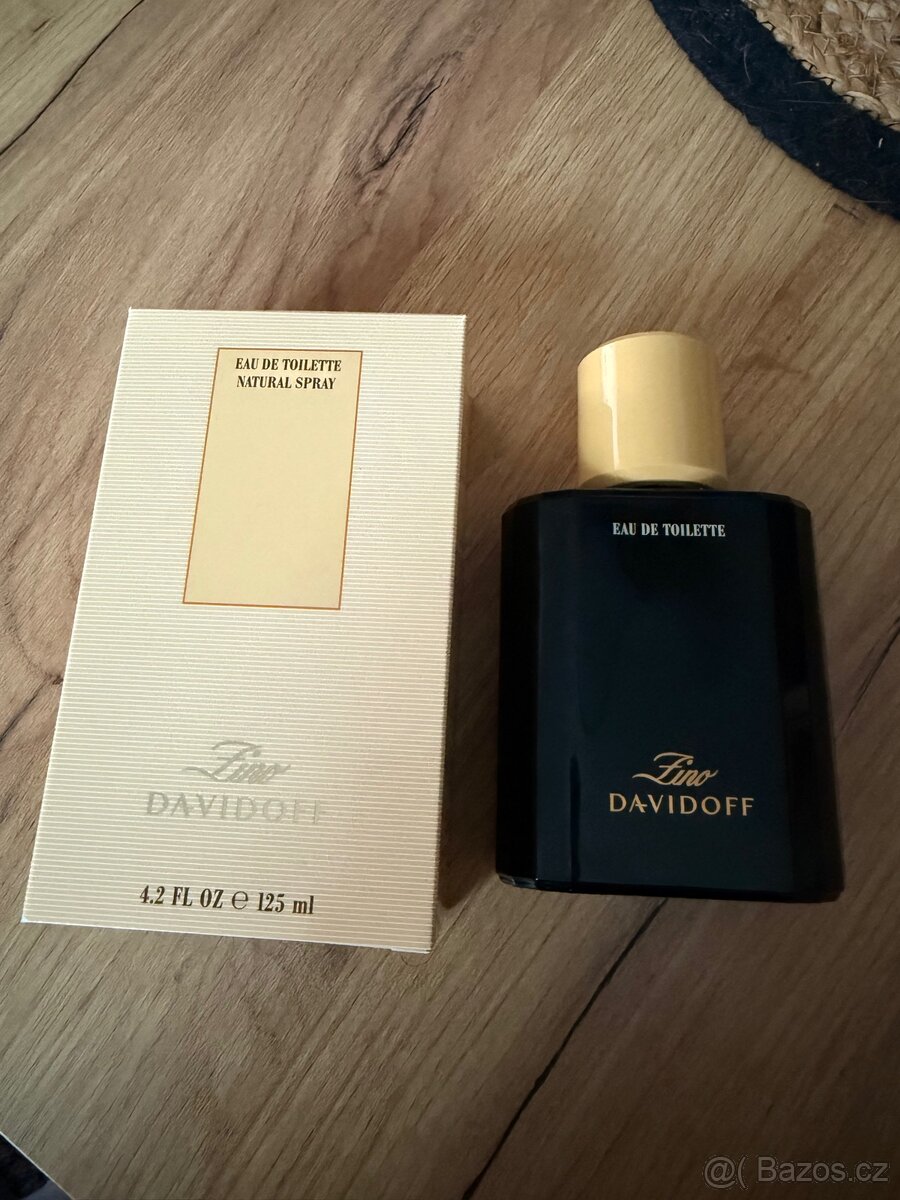 EAU DE TOILETTE
NATURAL SPRAY
Zino
DAVIDOFF
4.2 FL OZ e 125 ml
EAU DE TOILETTE
Zino
DAVIDOFF
@( Bazos.cz